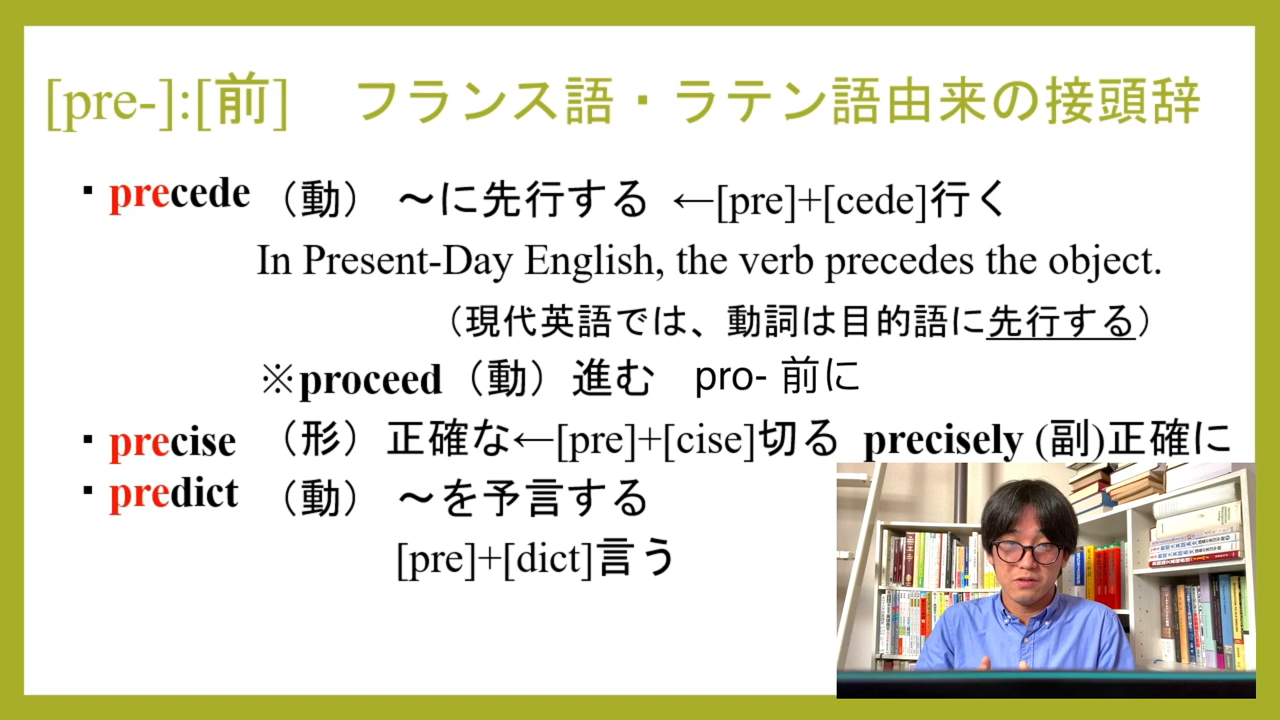 [pre-]:[前] フランス語・ラテン語由来の接頭辞
・precede （動） ～に先行する ←[pre]+[cede]行く
In Present-Day English, the verb precedes the object.
（現代英語では、動詞は目的語に先行する）
※proceed（動）進む pro- 前に
・precise （形）正確な←[pre]+[cise]切る precisely (副)正確に
・predict （動） ～を予言する
[pre]+[dict]言う